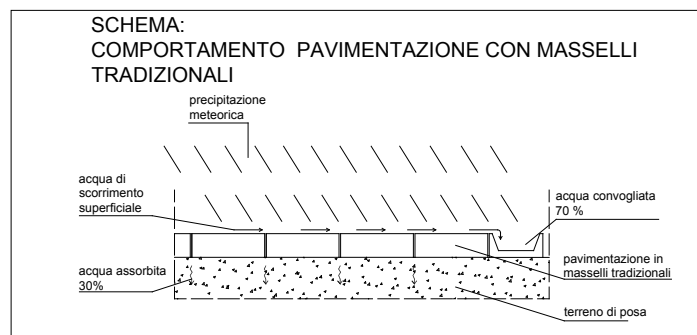 SCHEMA:
COMPORTAMENTO PAVIMENTAZIONE CON MASSELLI
TRADIZIONALI
precipitazione
meteorica
acqua di
scorrimento
superficiale
acqua convogliata
70 %
acqua assorbita
30%
pavimentazione in
masselli tradizionali
terreno di posa